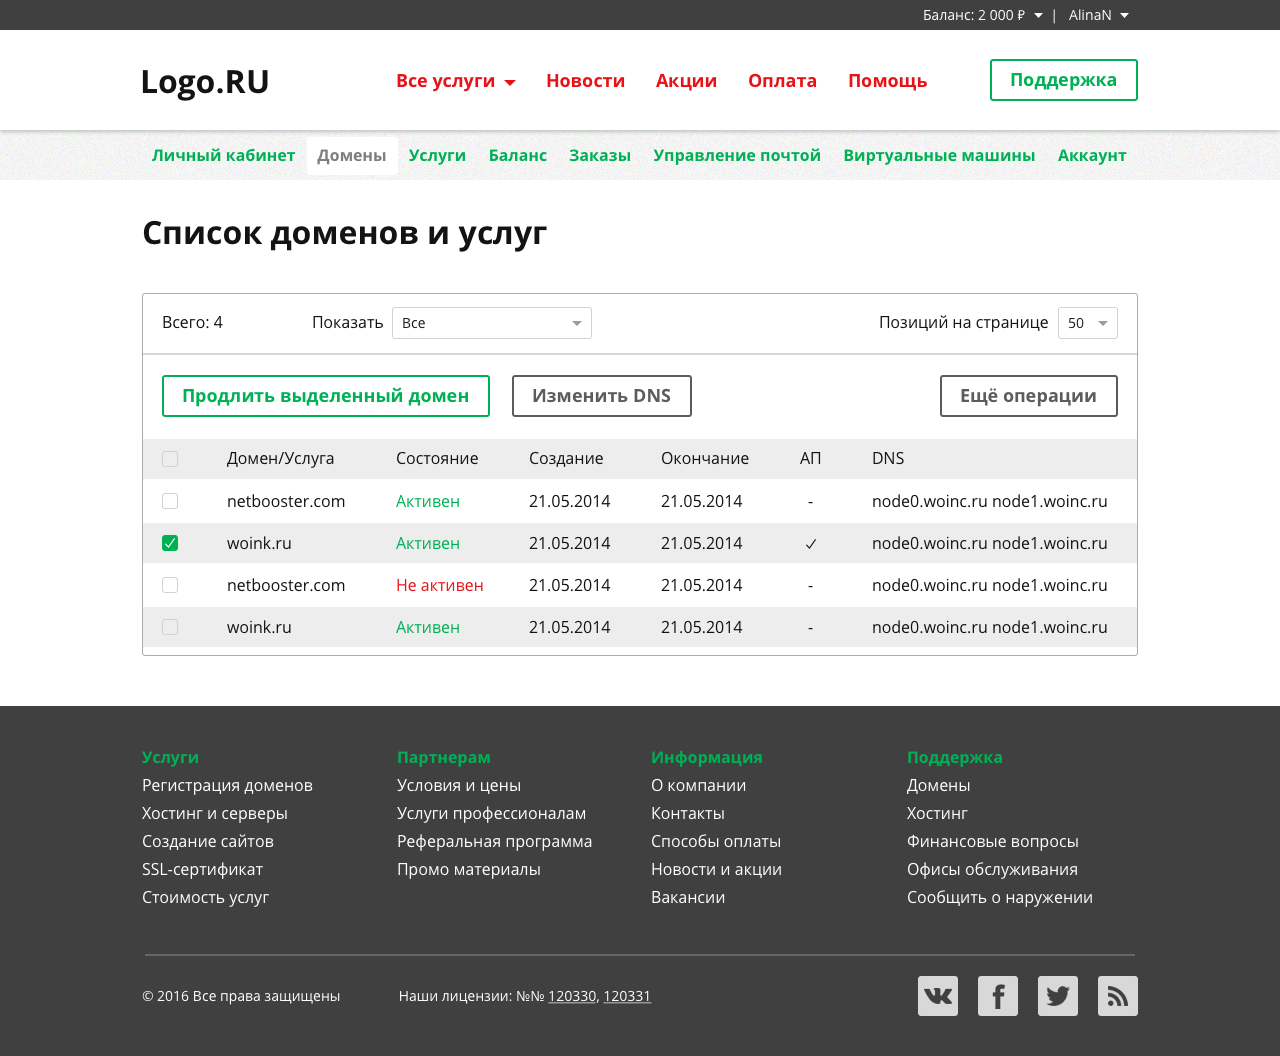 Баланс: 2 000 ₽ | AlinaN
Logo.RU
Все услуги Новости Акции Оплата Помощь Поддержка
Личный кабинет Домены Услуги Баланс Заказы Управление почтой Виртуальные машины Аккаунт
Список доменов и услуг
Всего: 4 Показать Все Позиций на странице 50
Продлить выделенный домен Изменить DNS Ещё операции
Домен/Услуга Состояние Создание Окончание АП DNS
netbooster.com Активен 21.05.2014 21.05.2014 - node0.woinc.ru node1.woinc.ru
woink.ru Активен 21.05.2014 21.05.2014 ✓ node0.woinc.ru node1.woinc.ru
netbooster.com Не активен 21.05.2014 21.05.2014 - node0.woinc.ru node1.woinc.ru
woink.ru Активен 21.05.2014 21.05.2014 - node0.woinc.ru node1.woinc.ru
Услуги
Регистрация доменов
Хостинг и серверы
Создание сайтов
SSL-сертификат
Стоимость услуг
Партнерам
Условия и цены
Услуги профессионалам
Реферальная программа
Промо материалы
Информация
О компании
Контакты
Способы оплаты
Новости и акции
Вакансии
Поддержка
Домены
Хостинг
Финансовые вопросы
Офисы обслуживания
Сообщить о наружении
© 2016 Все права защищены Наши лицензии: №№ 120330, 120331